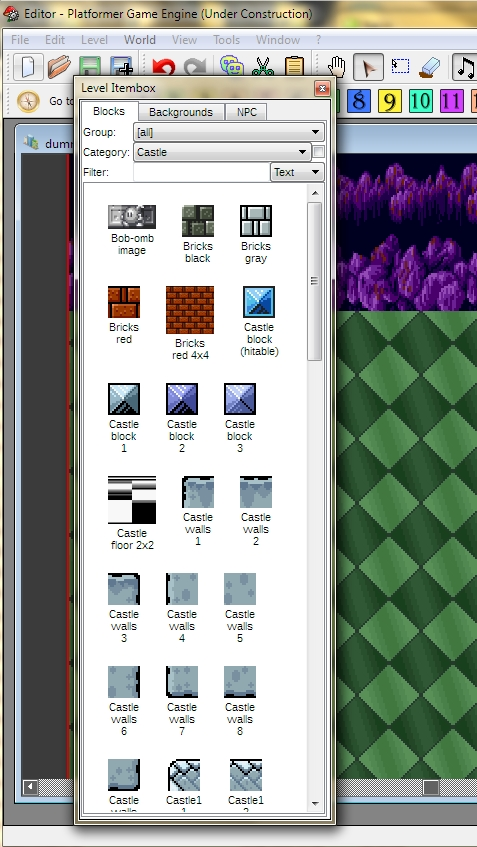 Editor - Platformer Game Engine (Under Construction)
File Edit Level World View Tools Window ?
Level Itembox
Go to
8 9 10 11
Blocks Backgrounds NPC
Group: [all]
Category: Castle
Filter: Text
dum
Bob-omb image
Bricks black
Bricks gray
Bricks red
Bricks red 4x4
Castle block (hitable)
Castle block 1
Castle block 2
Castle block 3
Castle floor 2x2
Castle walls 1
Castle walls 2
Castle walls 3
Castle walls 4
Castle walls 5
Castle walls 6
Castle walls 7
Castle walls 8
Castle walls
Castle1 1
Castle1 2